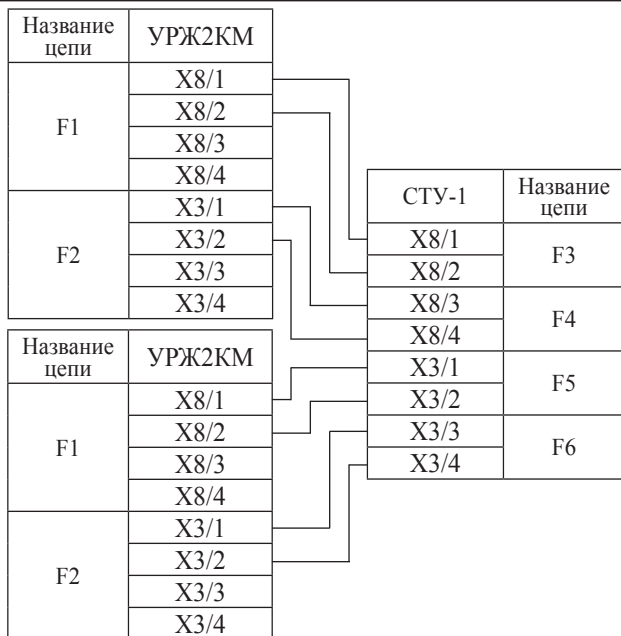 Название цепи УРЖ2КМ
F1
X8/1
X8/2
X8/3
X8/4
F2
X3/1
X3/2
X3/3
X3/4
Название цепи УРЖ2КМ
F1
X8/1
X8/2
X8/3
X8/4
F2
X3/1
X3/2
X3/3
X3/4
СТУ-1 Название цепи
X8/1
X8/2
F3
X8/3
X8/4
F4
X3/1
X3/2
F5
X3/3
X3/4
F6